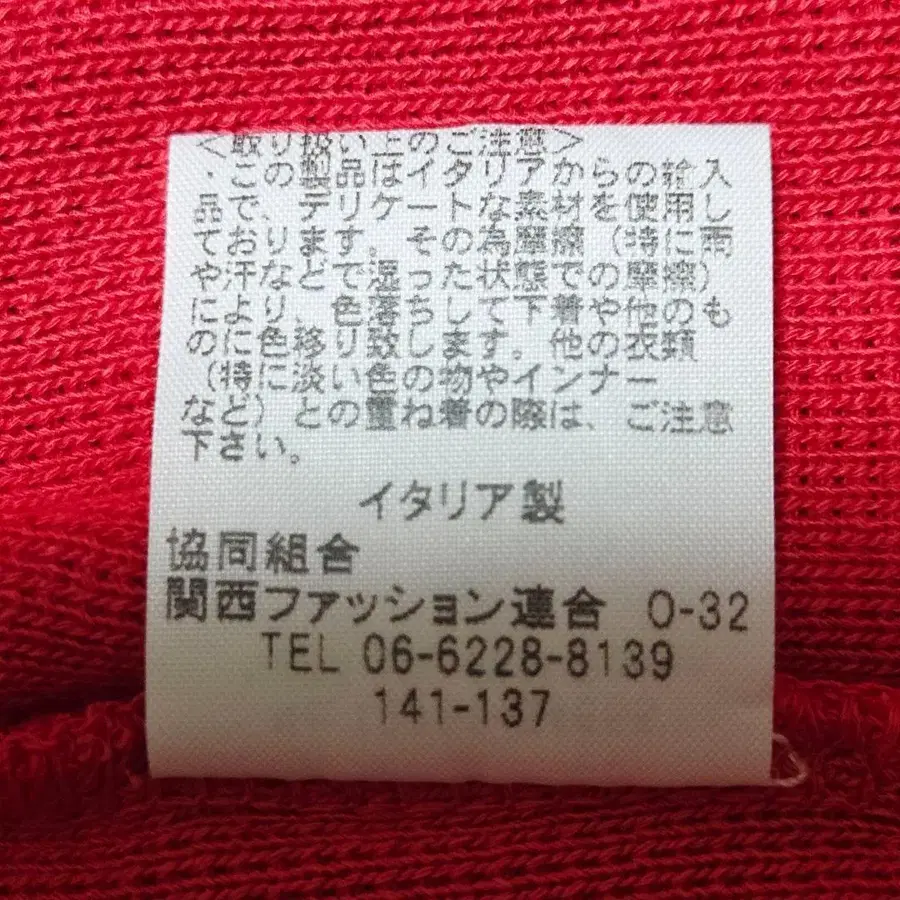 ＜取り扱い上のご注意＞
・この製品はイタリアからの輸入
品で、デリケートな素材を使用し
ております。その為摩擦（特に雨
や汗などで湿った状態での摩擦）
により、色落ちして下着や他のも
のに色移り致します。他の衣類
（特に淡い色の物やインナー
など）との重ね着の際は、ご注意
下さい。
イタリア製
協同組合
関西ファッション連合 O-32
TEL 06-6228-8139
141-137